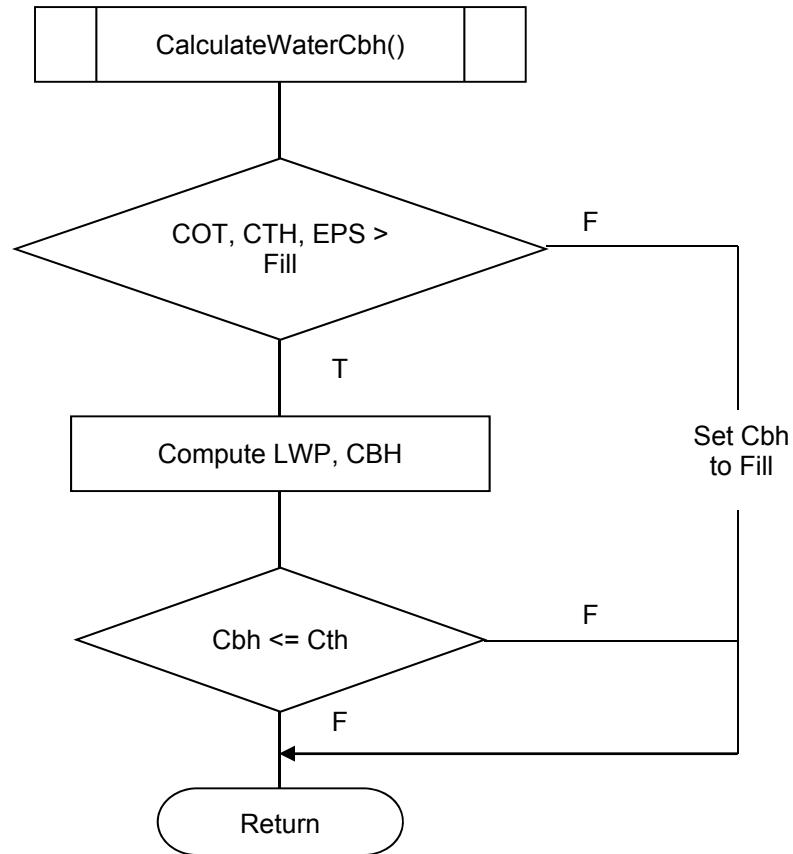 CalculateWaterCbh()
COT, CTH, EPS >
Fill
F
T
Compute LWP, CBH
Set Cbh
to Fill
Cbh <= Cth
F
F
Return